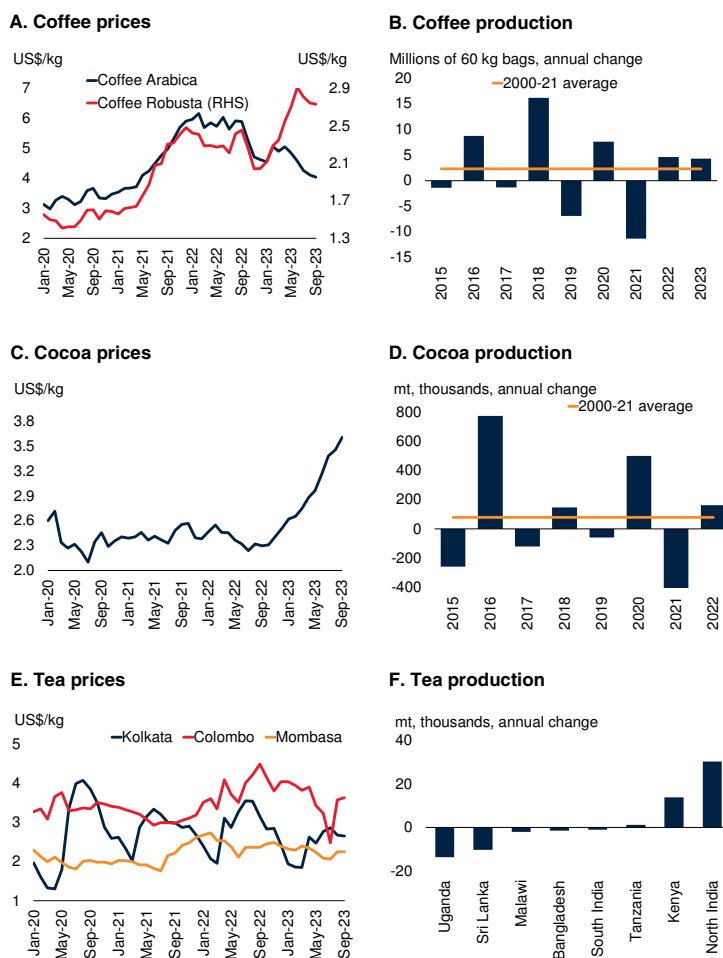 A. Coffee prices
US$/kg US$/kg
Coffee Arabica
Coffee Robusta (RHS)
7
6
5
4
3
2
2.9
2.5
2.1
1.7
1.3
Jan-20
May-20
Sep-20
Jan-21
May-21
Sep-21
Jan-22
May-22
Sep-22
Jan-23
May-23
Sep-23
B. Coffee production
Millions of 60 kg bags, annual change
2000-21 average
20
15
10
5
0
-5
-10
-15
2015
2016
2017
2018
2019
2020
2021
2022
2023
C. Cocoa prices
US$/kg
3.8
3.5
3.2
2.9
2.6
2.3
2.0
Jan-20
May-20
Sep-20
Jan-21
May-21
Sep-21
Jan-22
May-22
Sep-22
Jan-23
May-23
Sep-23
D. Cocoa production
mt, thousands, annual change
2000-21 average
800
600
400
200
0
-200
-400
2015
2016
2017
2018
2019
2020
2021
2022
E. Tea prices
US$/kg
Kolkata Colombo Mombasa
5
4
3
2
1
Jan-20
May-20
Sep-20
Jan-21
May-21
Sep-21
Jan-22
May-22
Sep-22
Jan-23
May-23
Sep-23
F. Tea production
mt, thousands, annual change
40
20
0
-20
Uganda
Sri Lanka
Malawi
Bangladesh
South India
Tanzania
Kenya
North India